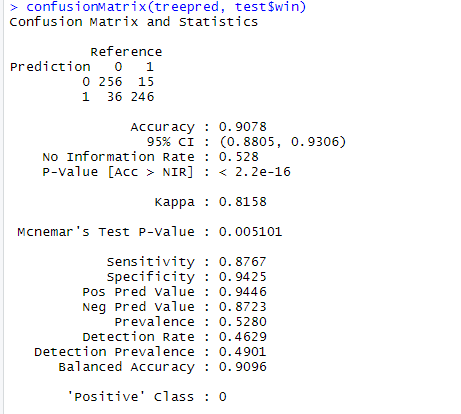 > confusionMatrix(treepred, test$win)
Confusion Matrix and Statistics
Reference
Prediction 0 1
0 256 15
1 36 246
Accuracy : 0.9078
95% CI : (0.8805, 0.9306)
No Information Rate : 0.528
P-Value [Acc > NIR] : < 2.2e-16
Kappa : 0.8158
Mcnemar's Test P-Value : 0.005101
Sensitivity : 0.8767
Specificity : 0.9425
Pos Pred Value : 0.9446
Neg Pred Value : 0.8723
Prevalence : 0.5280
Detection Rate : 0.4629
Detection Prevalence : 0.4901
Balanced Accuracy : 0.9096
'Positive' Class : 0